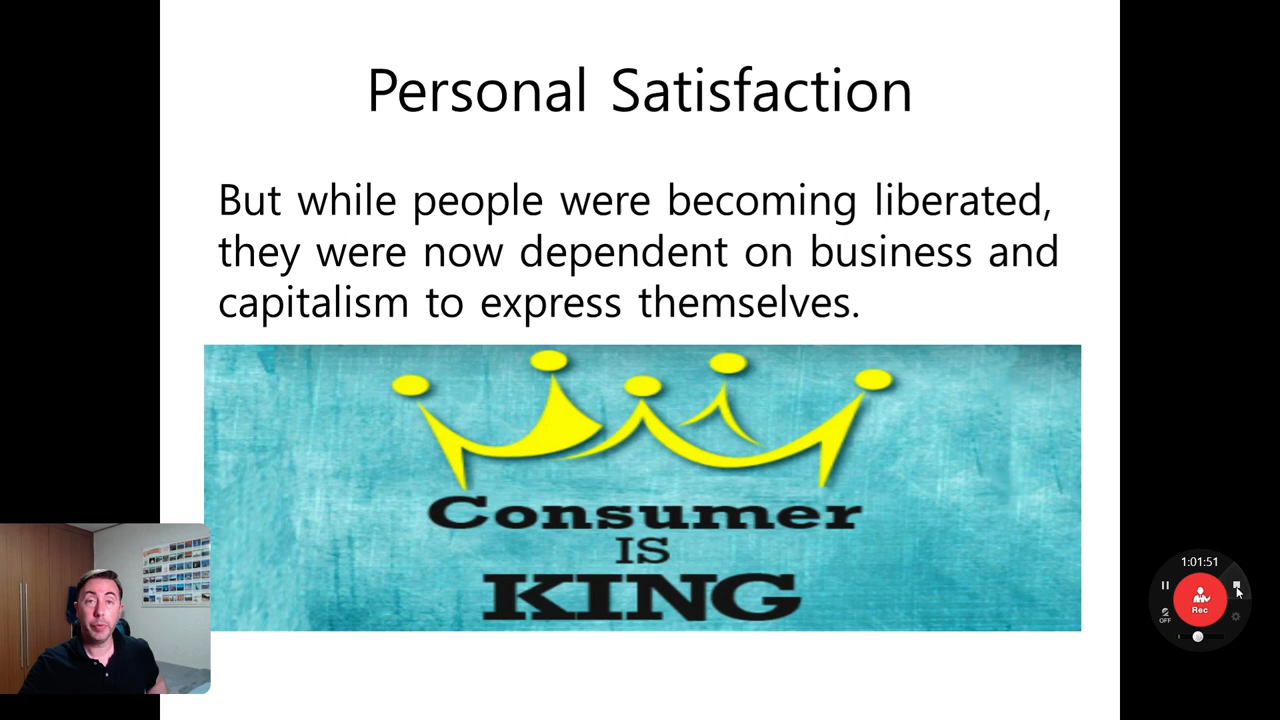 Personal Satisfaction
But while people were becoming liberated,
they were now dependent on business and
capitalism to express themselves.
Consumer
IS
KING
1:01:51
Rec
OFF